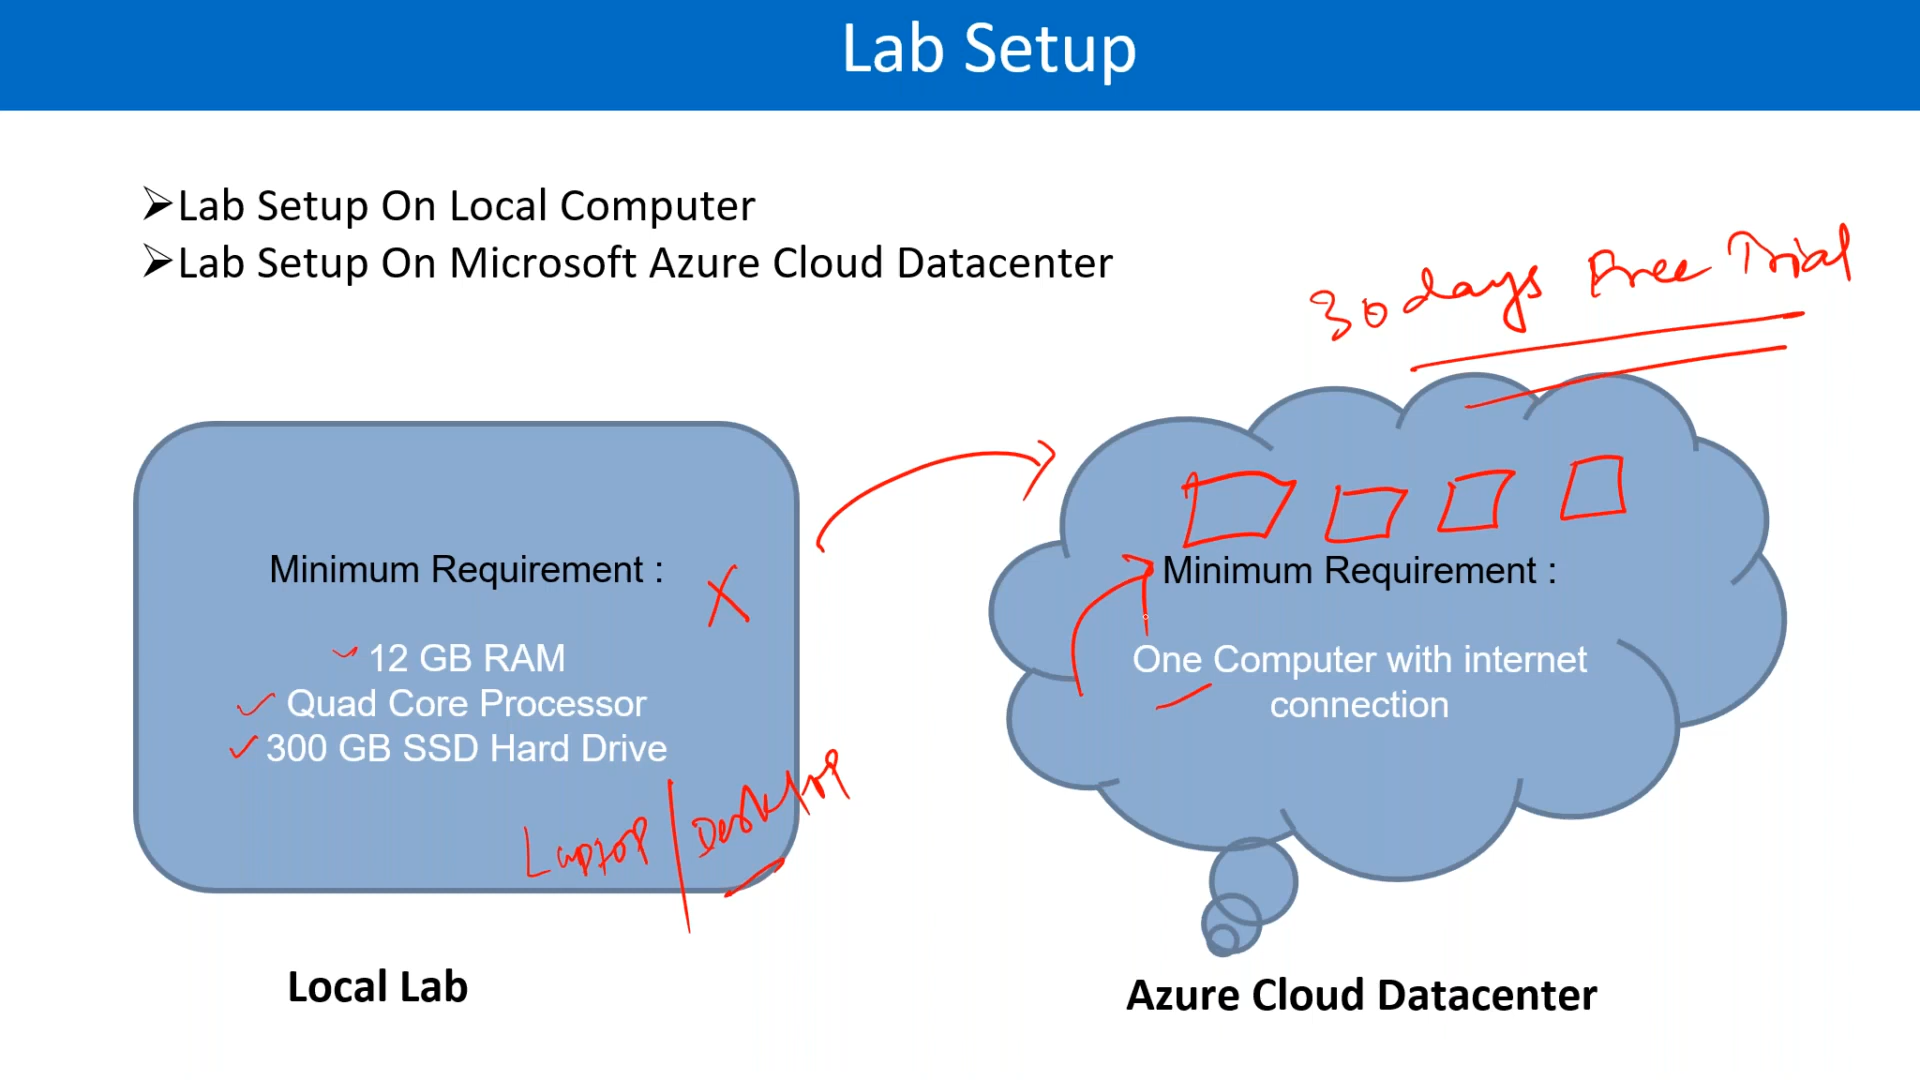 Lab Setup
➢Lab Setup On Local Computer
➢Lab Setup On Microsoft Azure Cloud Datacenter
30 days Free Trial
Minimum Requirement :
X
12 GB RAM
Quad Core Processor
300 GB SSD Hard Drive
Laptop / Desktop
Local Lab
Minimum Requirement :
One Computer with internet
connection
Azure Cloud Datacenter